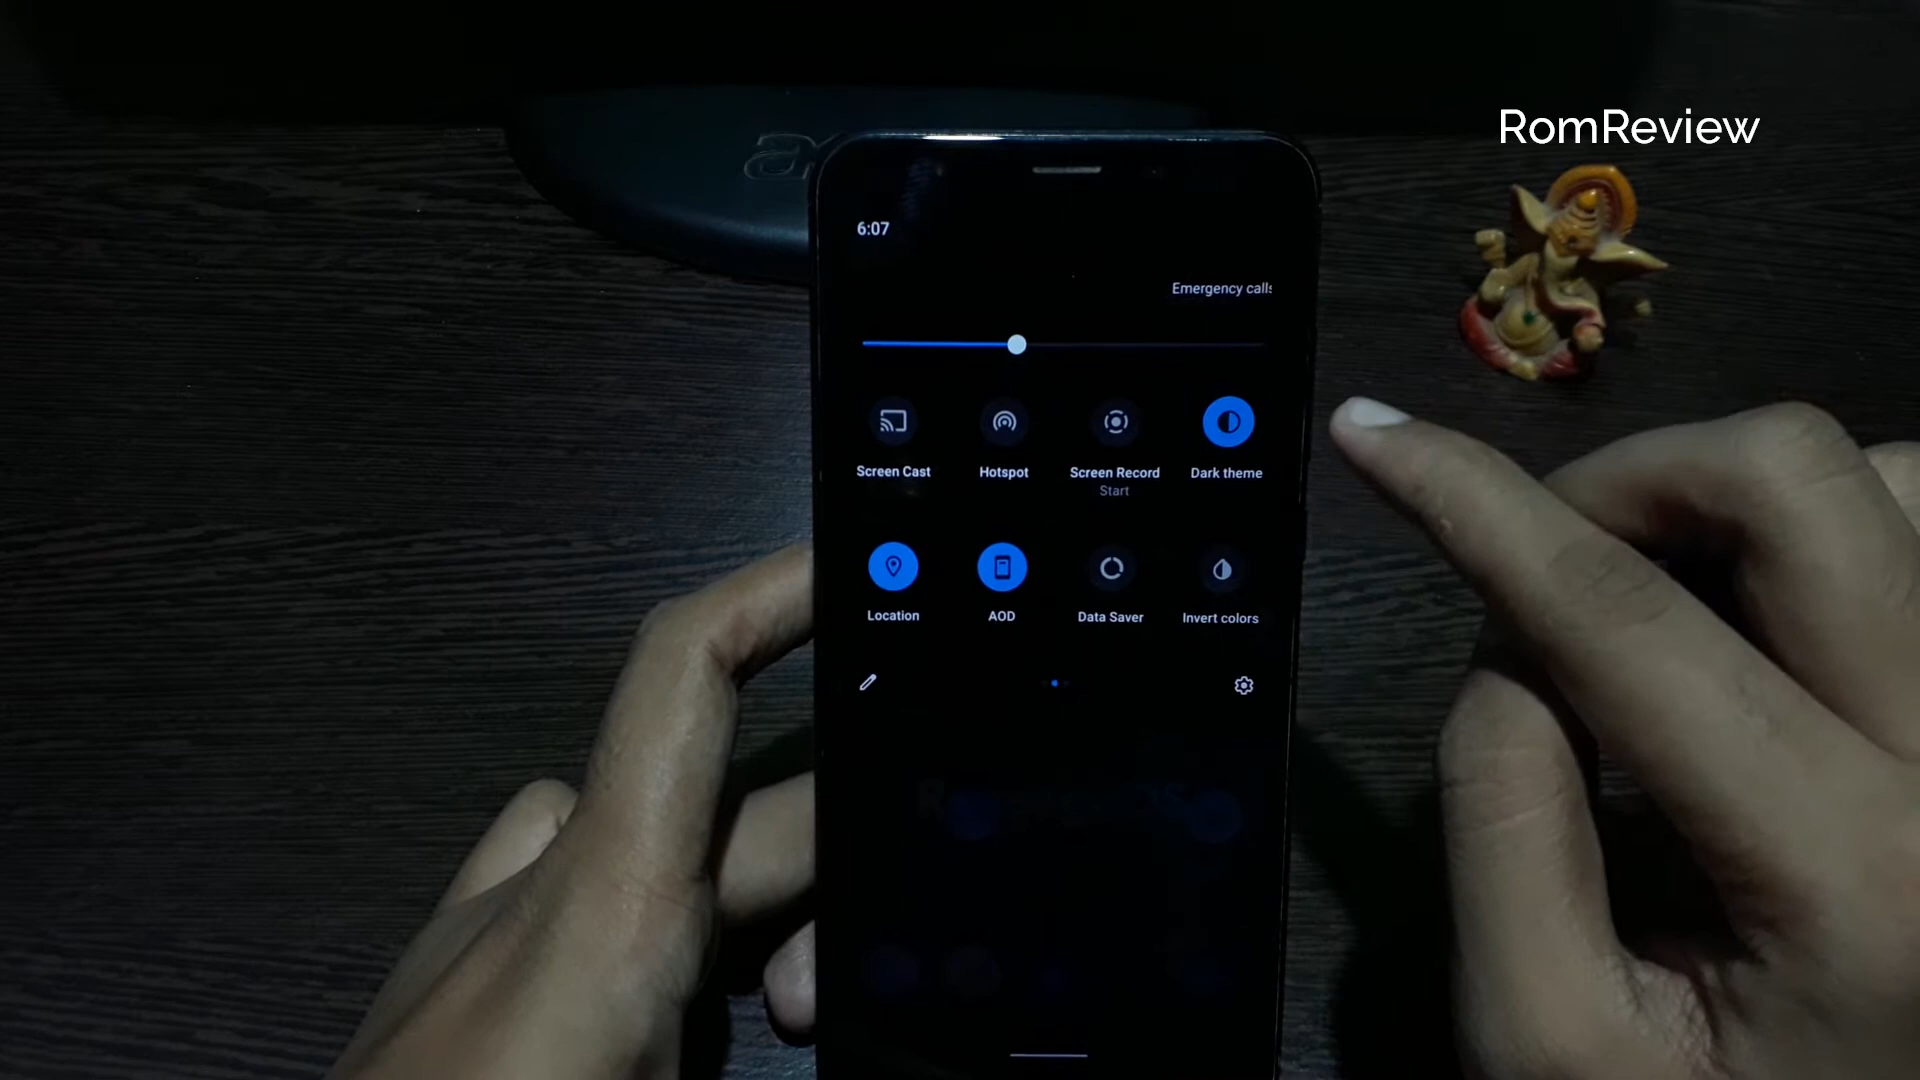 RomReview
6:07
Emergency calls
Screen Cast
Hotspot
Screen Record
Start
Dark theme
Location
AOD
Data Saver
Invert colors